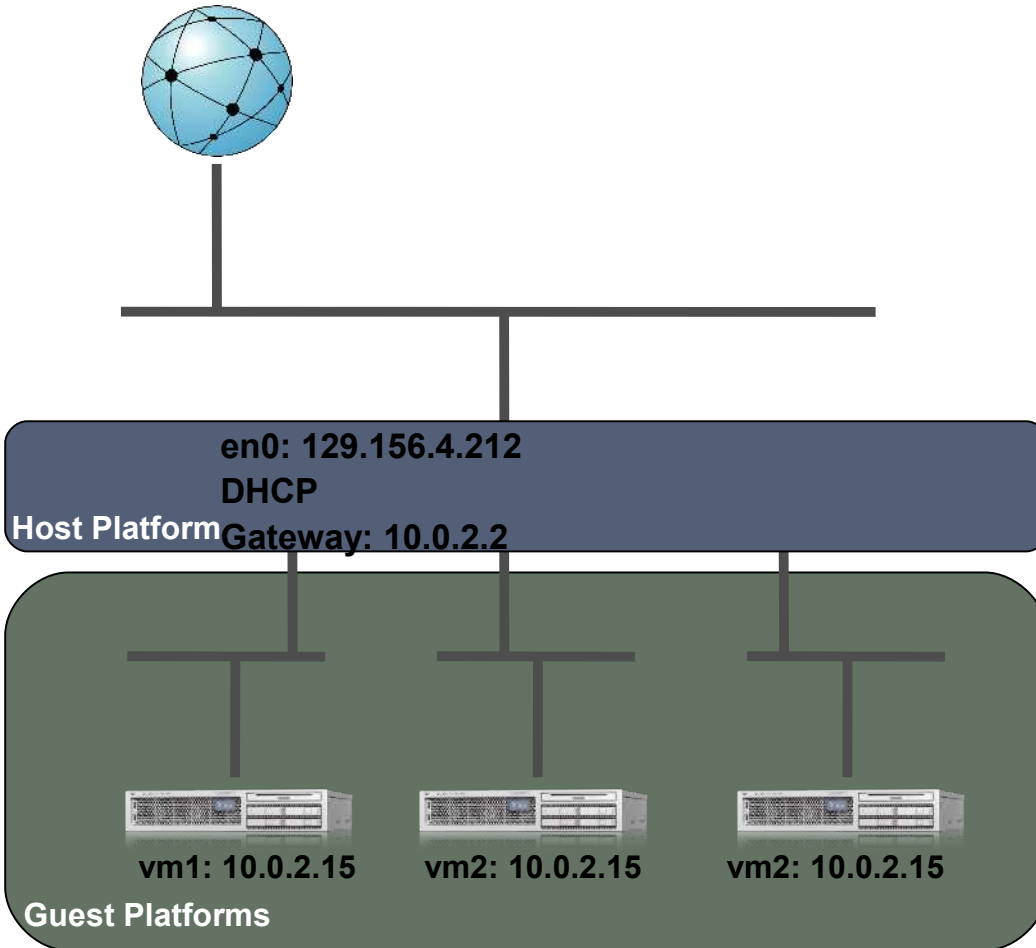 en0: 129.156.4.212
DHCP
Host Platform
Gateway: 10.0.2.2
vm1: 10.0.2.15
vm2: 10.0.2.15
vm2: 10.0.2.15
Guest Platforms